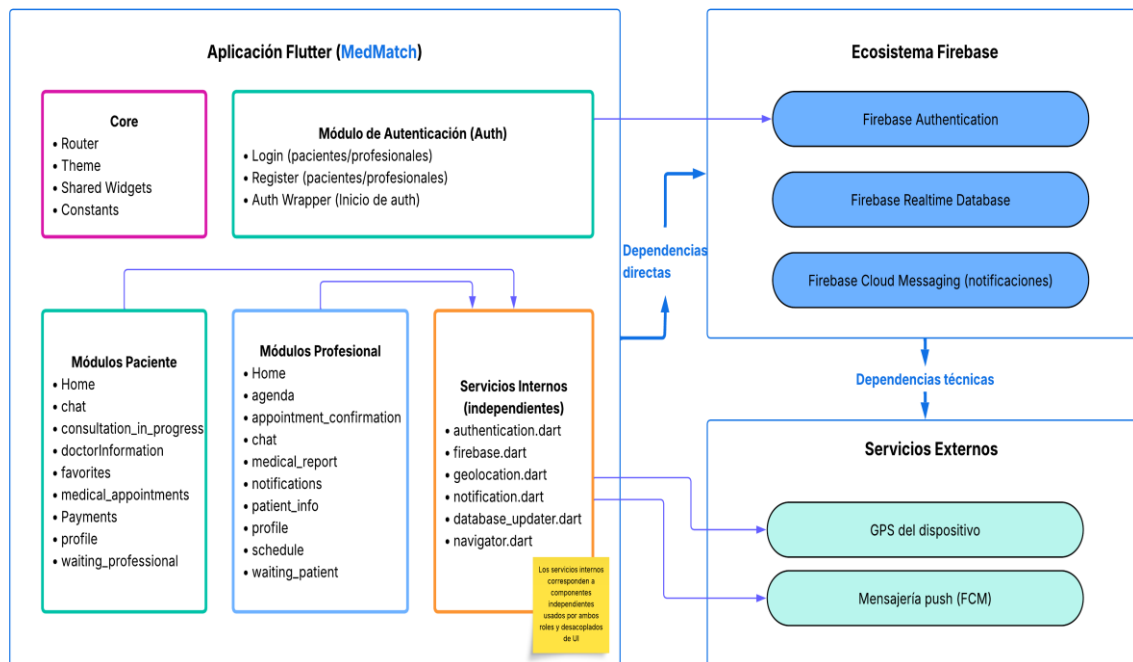 Aplicación Flutter (MedMatch)
Core
• Router
• Theme
• Shared Widgets
• Constants
Módulo de Autenticación (Auth)
• Login (pacientes/profesionales)
• Register (pacientes/profesionales)
• Auth Wrapper (Inicio de auth)
Módulos Paciente
• Home
• chat
• consultation_in_progress
• doctorInformation
• favorites
• medical_appointments
• Payments
• profile
• waiting_professional
Módulos Profesional
• Home
• agenda
• appointment_confirmation
• chat
• medical_report
• notifications
• patient_info
• profile
• schedule
• waiting_patient
Servicios Internos
(independientes)
• authentication.dart
• firebase.dart
• geolocation.dart
• notification.dart
• database_updater.dart
• navigator.dart
Los servicios internos
corresponden a
componentes
independientes
usados por ambos
roles y desacoplados
de UI
Dependencias
directas
Ecosistema Firebase
Firebase Authentication
Firebase Realtime Database
Firebase Cloud Messaging (notificaciones)
Dependencias técnicas
Servicios Externos
GPS del dispositivo
Mensajería push (FCM)